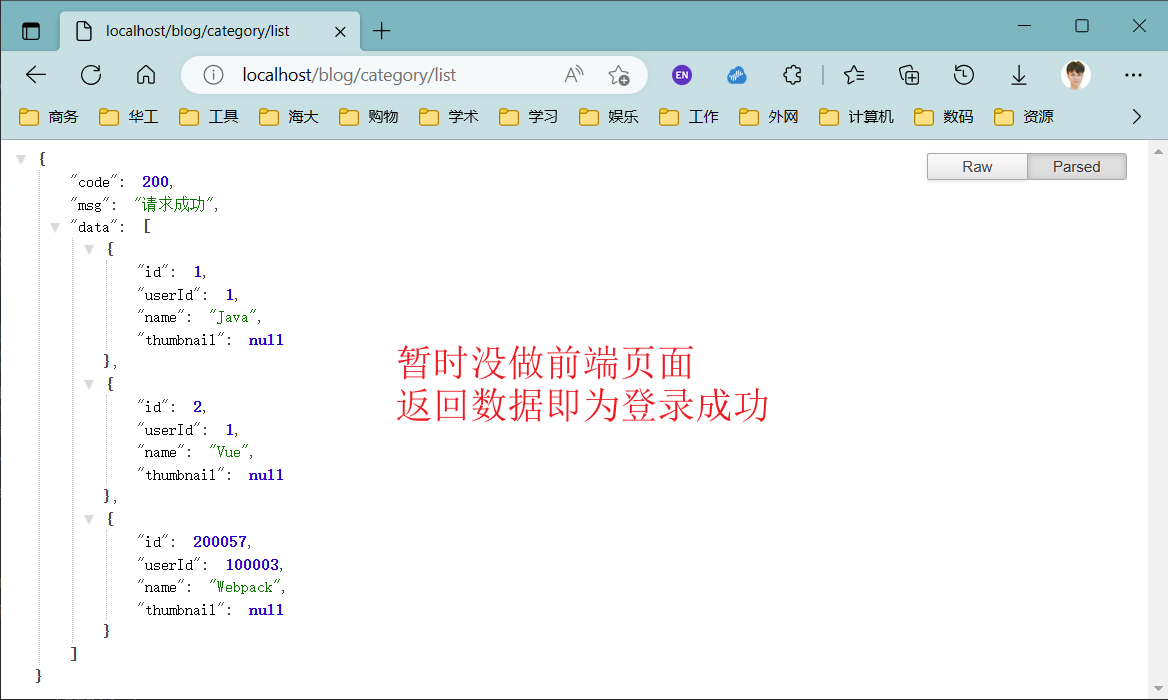 localhost/blog/category/list
localhost/blog/category/list
EN
商务 华工 工具 海大 购物 学术 学习 娱乐 工作 外网 计算机 数码 资源
Raw Parsed
{
"code": 200,
"msg": "请求成功",
"data": [
{
"id": 1,
"userId": 1,
"name": "Java",
"thumbnail": null
},
{
"id": 2,
"userId": 1,
"name": "Vue",
"thumbnail": null
},
{
"id": 200057,
"userId": 100003,
"name": "Webpack",
"thumbnail": null
}
]
}
暂时没做前端页面
返回数据即为登录成功